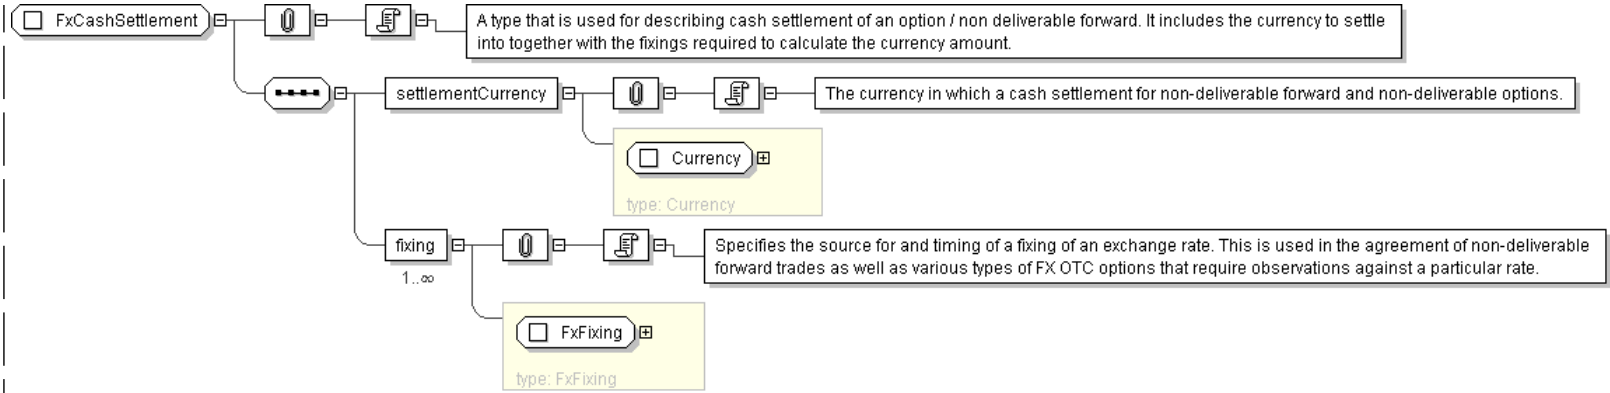 FxCashSettlement
A type that is used for describing cash settlement of an option / non deliverable forward. It includes the currency to settle
into together with the fixings required to calculate the currency amount.
settlementCurrency
The currency in which a cash settlement for non-deliverable forward and non-deliverable options.
Currency
type: Currency
fixing
1..∞
Specifies the source for and timing of a fixing of an exchange rate. This is used in the agreement of non-deliverable
forward trades as well as various types of FX OTC options that require observations against a particular rate.
FxFixing
type: FxFixing